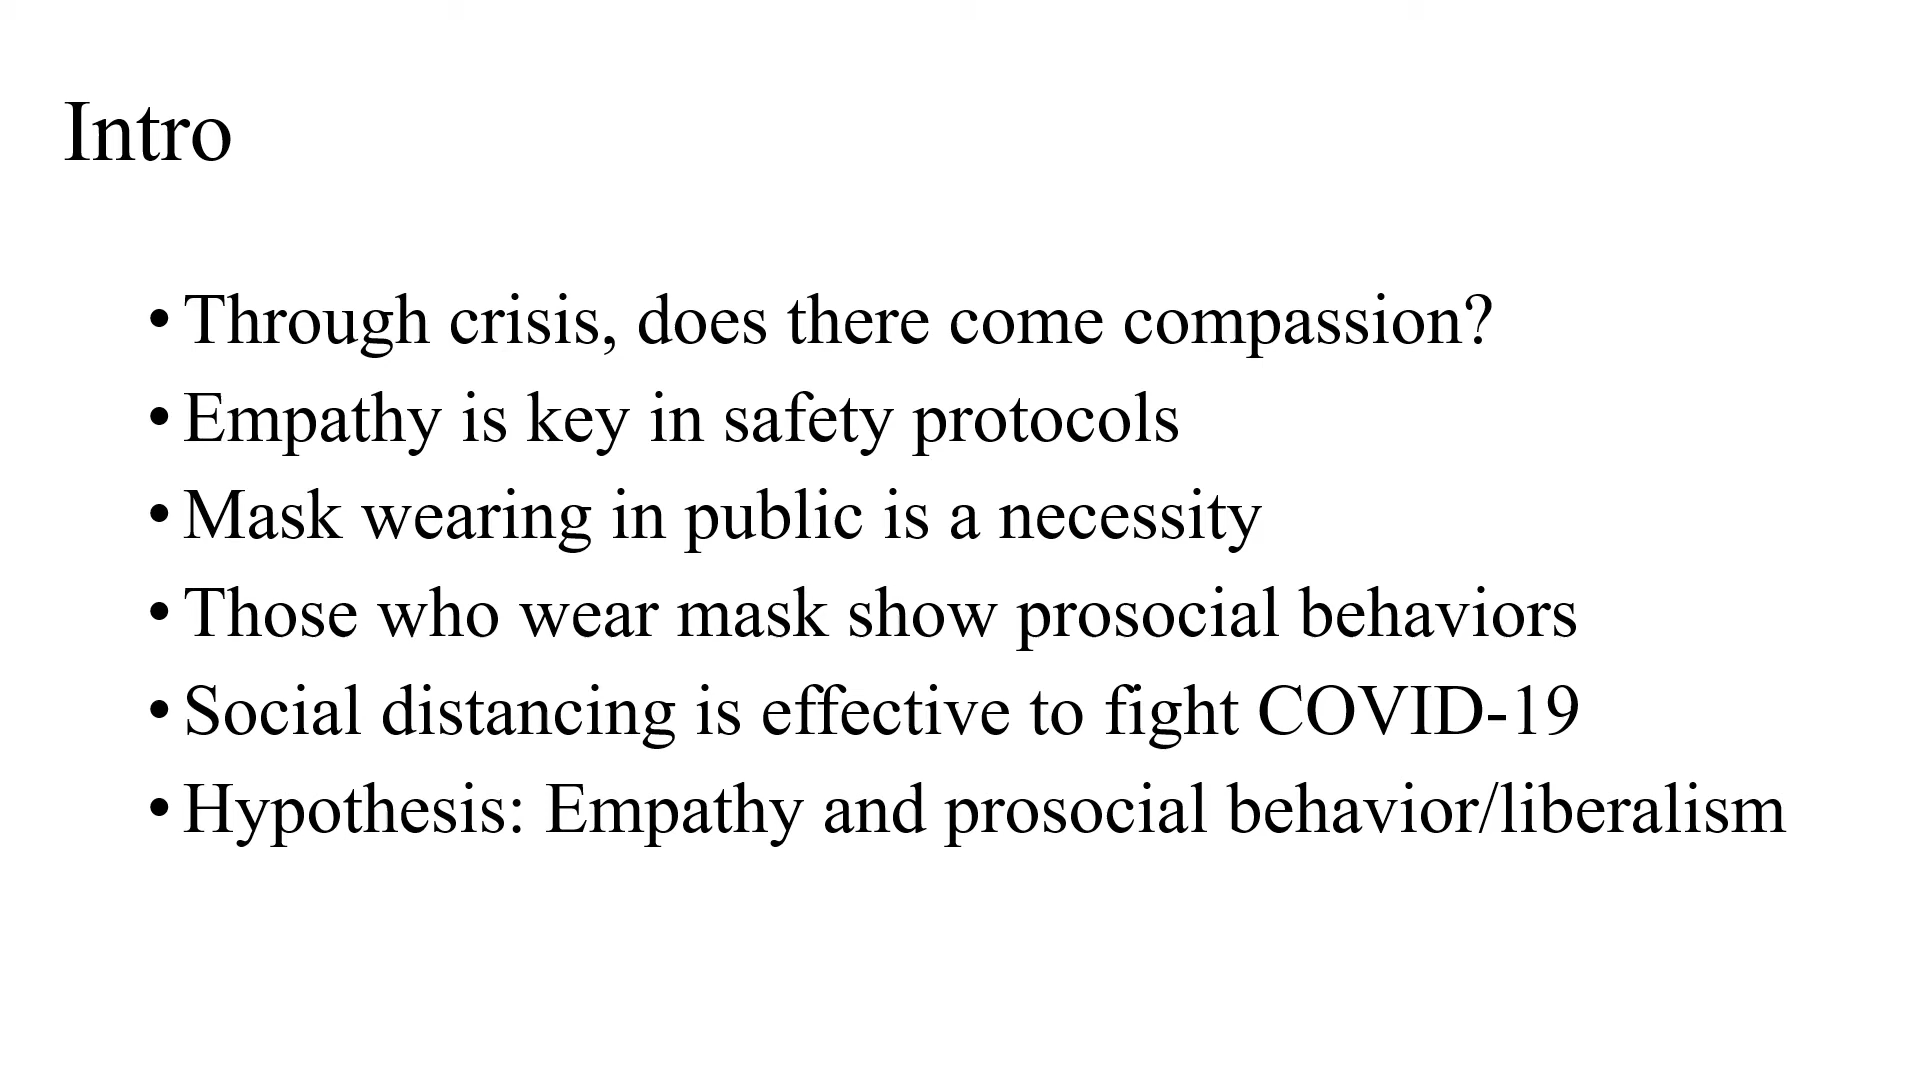 Intro
• Through crisis, does there come compassion?
• Empathy is key in safety protocols
• Mask wearing in public is a necessity
• Those who wear mask show prosocial behaviors
• Social distancing is effective to fight COVID-19
• Hypothesis: Empathy and prosocial behavior/liberalism